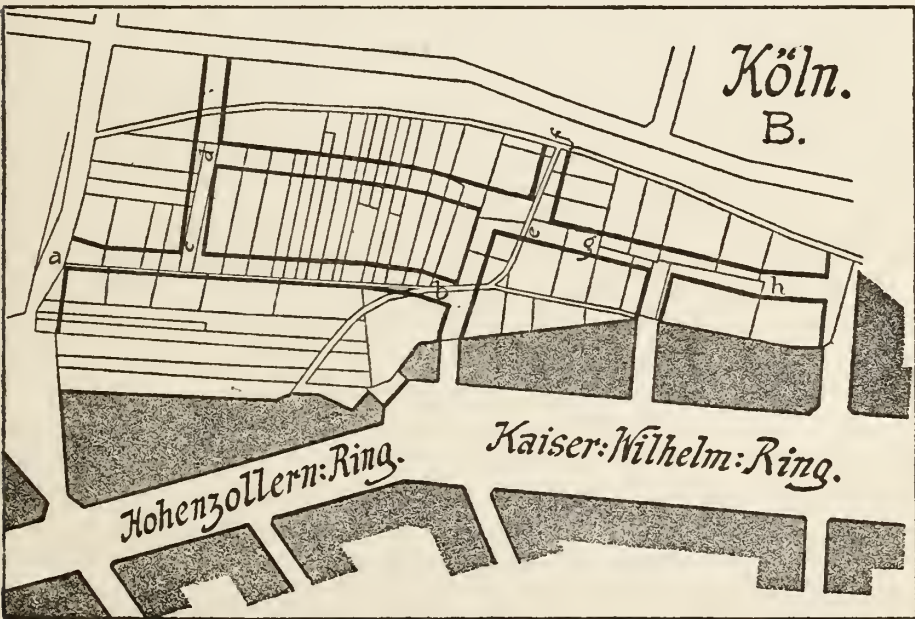 Köln.
B.
f
d
c
e
g
a
b
h
Kaiser:Wilhelm:Ring.
Hohenzollern:Ring.